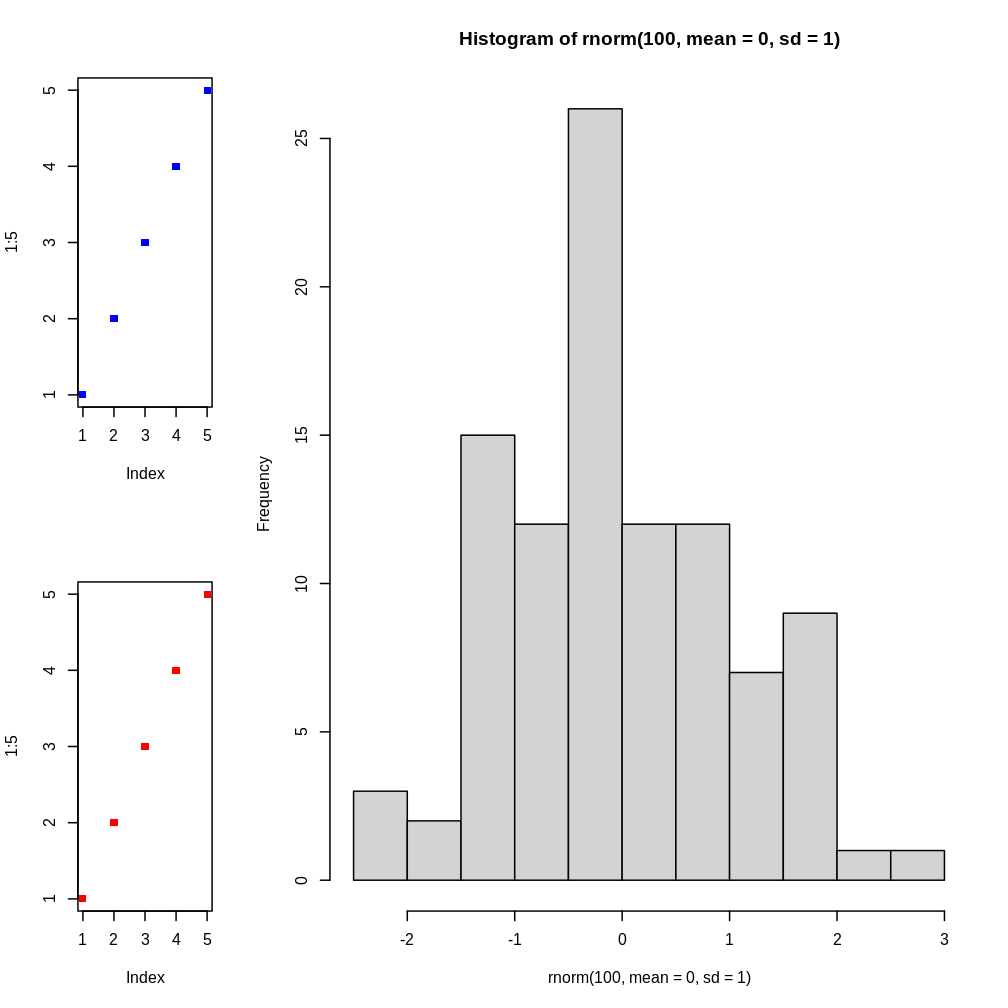 5
4
3
2
1
1:5
1 2 3 4 5
Index
5
4
3
2
1
1:5
1 2 3 4 5
Index
Histogram of rnorm(100, mean = 0, sd = 1)
25
20
15
10
5
0
Frequency
-2 -1 0 1 2 3
rnorm(100, mean = 0, sd = 1)